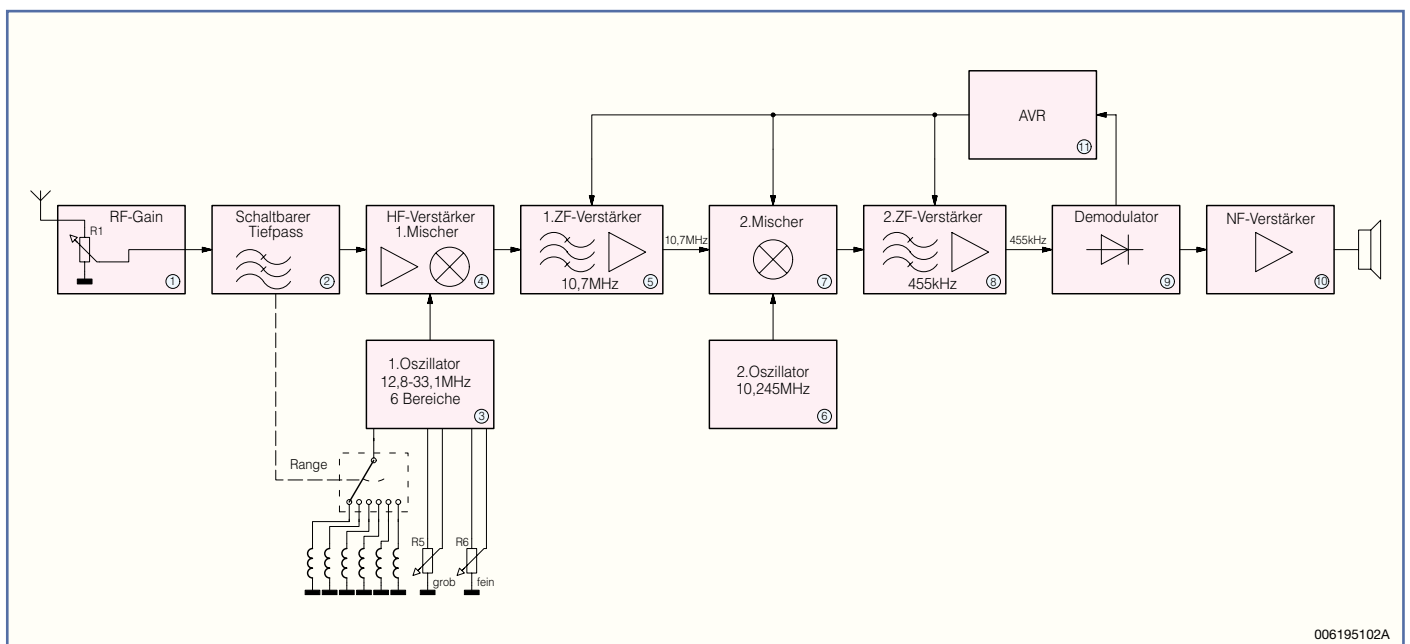 AVR
11
RF-Gain
R1
1
Schaltbarer
Tiefpass
2
HF-Verstärker
1.Mischer
4
1.ZF-Verstärker
10,7MHz
5
10,7MHz
2.Mischer
7
2.ZF-Verstärker
455kHz
8
455kHz
Demodulator
9
NF-Verstärker
10
1.Oszillator
12,8-33,1MHz
6 Bereiche
3
2.Oszillator
10,245MHz
6
Range
R5
grob
R6
fein
006195102A